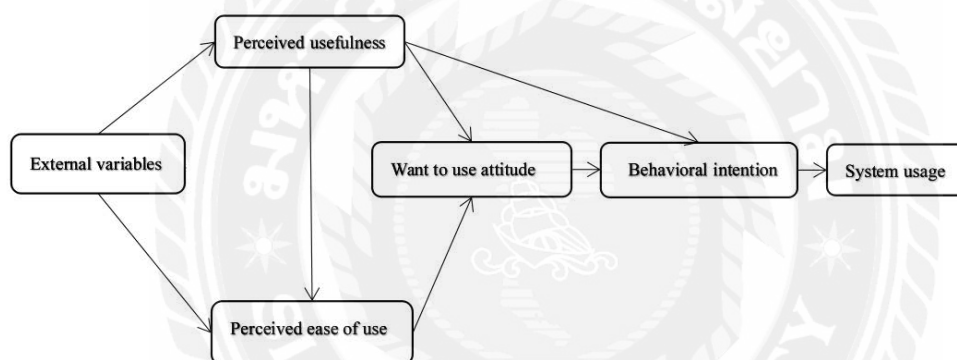 Perceived usefulness
External variables
Want to use attitude
Behavioral intention
System usage
Perceived ease of use